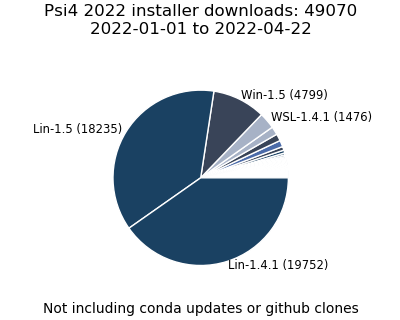 Psi4 2022 installer downloads: 49070
2022-01-01 to 2022-04-22
Win-1.5 (4799)
WSL-1.4.1 (1476)
Lin-1.5 (18235)
Lin-1.4.1 (19752)
Not including conda updates or github clones